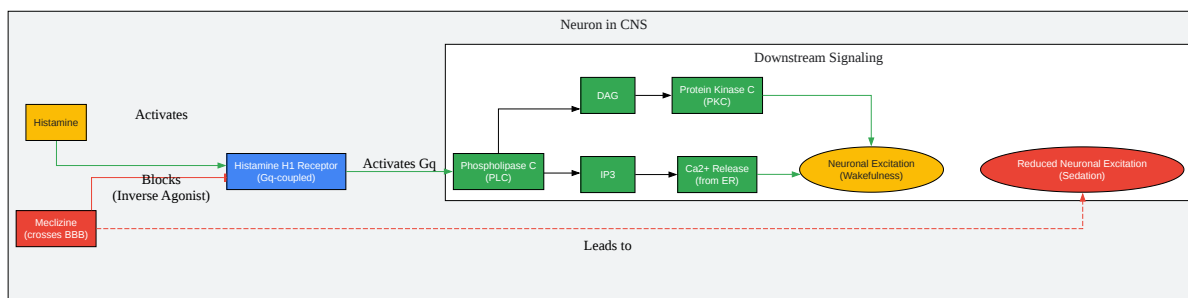 Neuron in CNS
Downstream Signaling
DAG
Protein Kinase C
(PKC)
Histamine
Activates
Histamine H1 Receptor
(Gq-coupled)
Activates Gq
Phospholipase C
(PLC)
IP3
Ca2+ Release
(from ER)
Neuronal Excitation
(Wakefulness)
Reduced Neuronal Excitation
(Sedation)
Blocks
(Inverse Agonist)
Meclizine
(crosses BBB)
Leads to